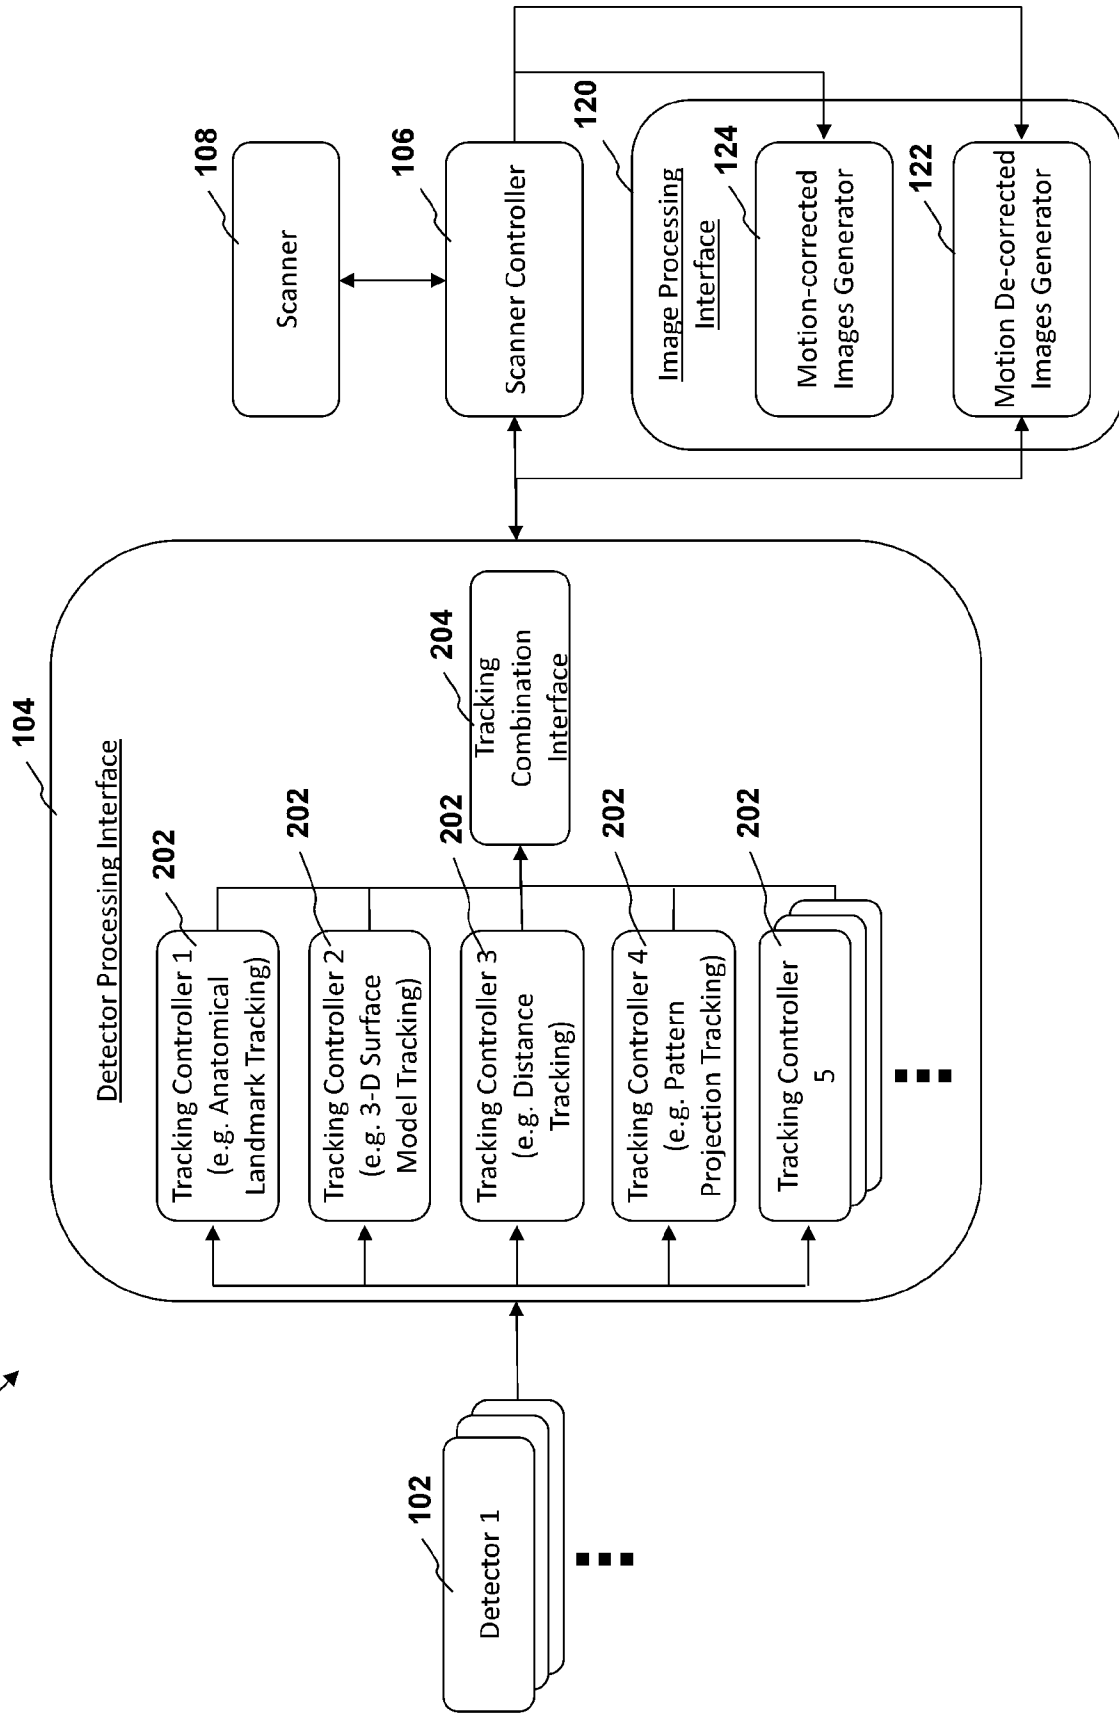 102
Detector 1
104
Detector Processing Interface
202
Tracking Controller 1
(e.g. Anatomical
Landmark Tracking)
202
Tracking Controller 2
(e.g. 3-D Surface
Model Tracking)
202
Tracking Controller 3
(e.g. Distance
Tracking)
202
Tracking Controller 4
(e.g. Pattern
Projection Tracking)
202
Tracking Controller
5
204
Tracking
Combination
Interface
108
Scanner
106
Scanner Controller
120
Image Processing
Interface
124
Motion-corrected
Images Generator
122
Motion De-corrected
Images Generator